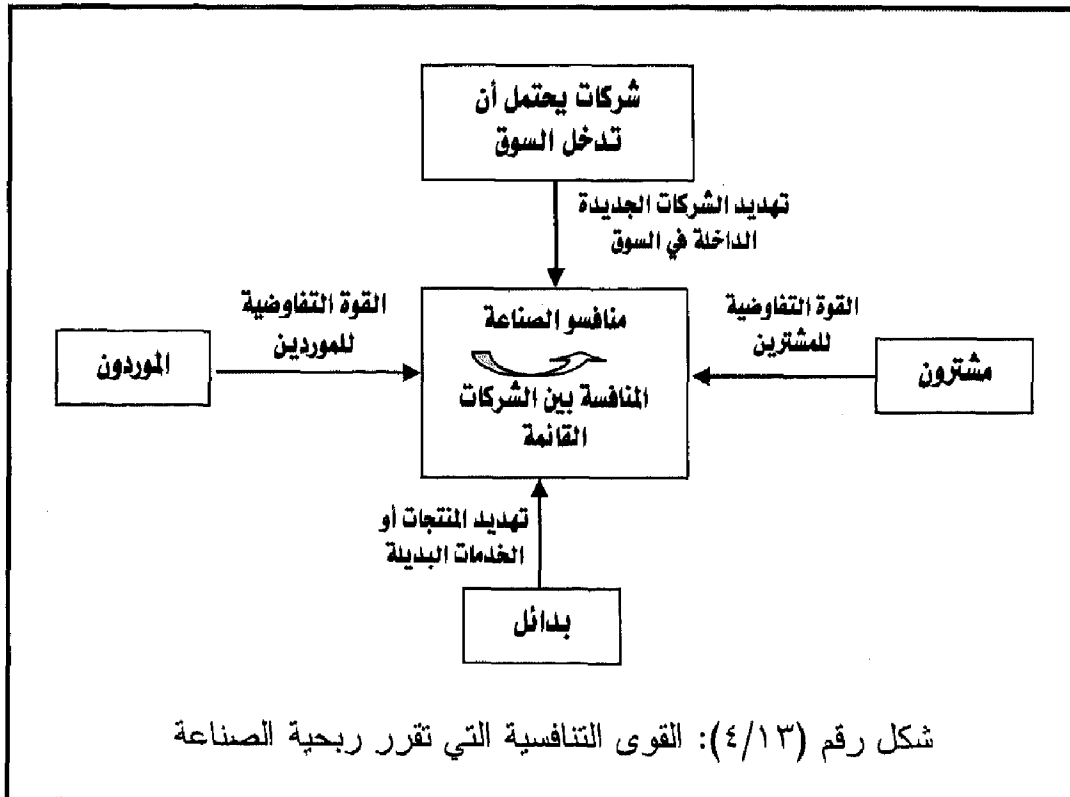 شركات يحتمل أن
تدخل السوق
تهديد الشركات الجديدة
الداخلة في السوق
القوة التفاوضية
للموردين
الموردون
منافسو الصناعة
المنافسة بين الشركات
القائمة
القوة التفاوضية
للمشترين
مشترون
تهديد المنتجات أو
الخدمات البديلة
بدائل
شكل رقم (٤/١٣): القوى التنافسية التي تقرر ربحية الصناعة